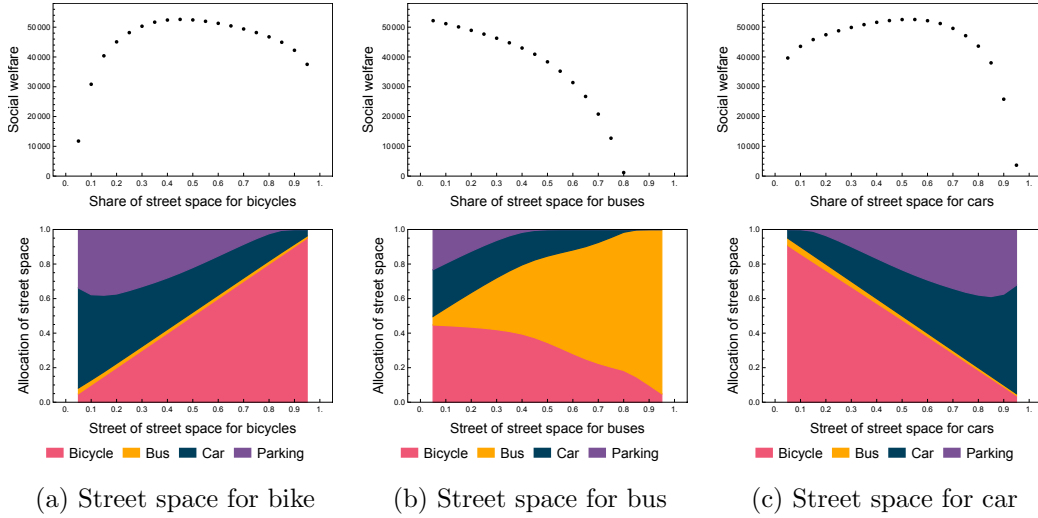 50000
40000
30000
20000
10000
0
Social welfare
0. 0.1 0.2 0.3 0.4 0.5 0.6 0.7 0.8 0.9 1.
Share of street space for bicycles
50000
40000
30000
20000
10000
0
Social welfare
0. 0.1 0.2 0.3 0.4 0.5 0.6 0.7 0.8 0.9 1.
Share of street space for buses
50000
40000
30000
20000
10000
0
Social welfare
0. 0.1 0.2 0.3 0.4 0.5 0.6 0.7 0.8 0.9 1.
Share of street space for cars
1.0
0.8
0.6
0.4
0.2
0.0
Allocation of street space
0. 0.1 0.2 0.3 0.4 0.5 0.6 0.7 0.8 0.9 1.
Street of street space for bicycles
Bicycle Bus Car Parking
1.0
0.8
0.6
0.4
0.2
0.0
Allocation of street space
0. 0.1 0.2 0.3 0.4 0.5 0.6 0.7 0.8 0.9 1.
Street of street space for buses
Bicycle Bus Car Parking
1.0
0.8
0.6
0.4
0.2
0.0
Allocation of street space
0. 0.1 0.2 0.3 0.4 0.5 0.6 0.7 0.8 0.9 1.
Street of street space for cars
Bicycle Bus Car Parking
(a) Street space for bike
(b) Street space for bus
(c) Street space for car